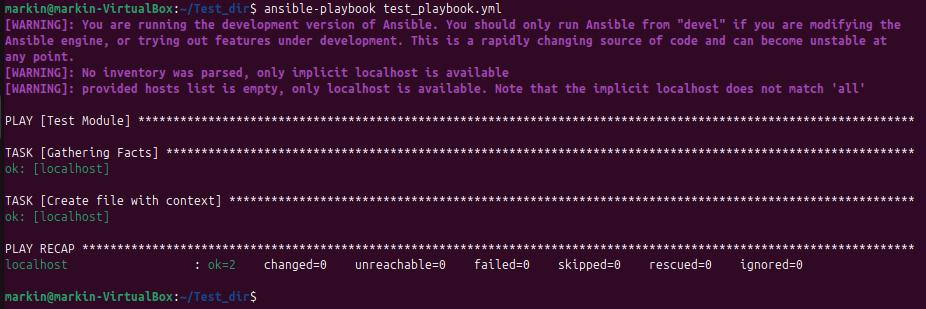 markin@markin-VirtualBox:~/Test_dir$ ansible-playbook test_playbook.yml
[WARNING]: You are running the development version of Ansible. You should only run Ansible from "devel" if you are modifying the
Ansible engine, or trying out features under development. This is a rapidly changing source of code and can become unstable at
any point.
[WARNING]: No inventory was parsed, only implicit localhost is available
[WARNING]: provided hosts list is empty, only localhost is available. Note that the implicit localhost does not match 'all'
PLAY [Test Module] ***************************************************************************************************************
TASK [Gathering Facts] ***********************************************************************************************************
ok: [localhost]
TASK [Create file with context] **************************************************************************************************
ok: [localhost]
PLAY RECAP ***********************************************************************************************************************
localhost                  : ok=2    changed=0    unreachable=0    failed=0    skipped=0    rescued=0    ignored=0
markin@markin-VirtualBox:~/Test_dir$